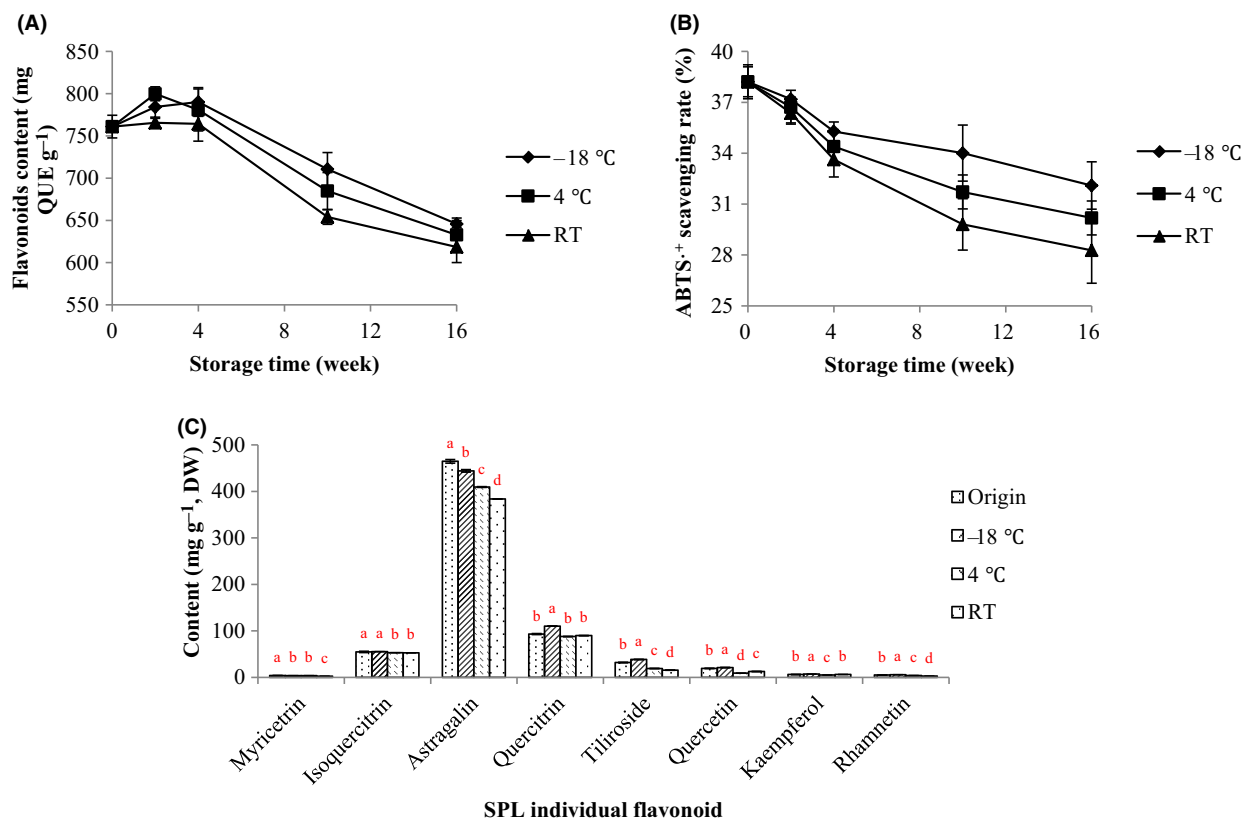 (A)
850
800
750
700
650
600
550
0 4 8 12 16
Flavonoids content (mg
QUE g⁻¹)
Storage time (week)
–18 ℃
4 ℃
RT
(B)
40
37
34
31
28
25
0 4 8 12 16
ABTS·⁺ scavenging rate (%)
Storage time (week)
–18 ℃
4 ℃
RT
(C)
500
400
300
200
100
0
Content (mg g⁻¹, DW)
a b b c
a a b b
a b c d
b a b b
b a c d
b a d c
b a c b
b a c d
Myricetrin
Isoquercitrin
Astragalin
Quercitrin
Tiliroside
Quercetin
Kaempferol
Rhamnetin
SPL individual flavonoid
Origin
–18 ℃
4 ℃
RT